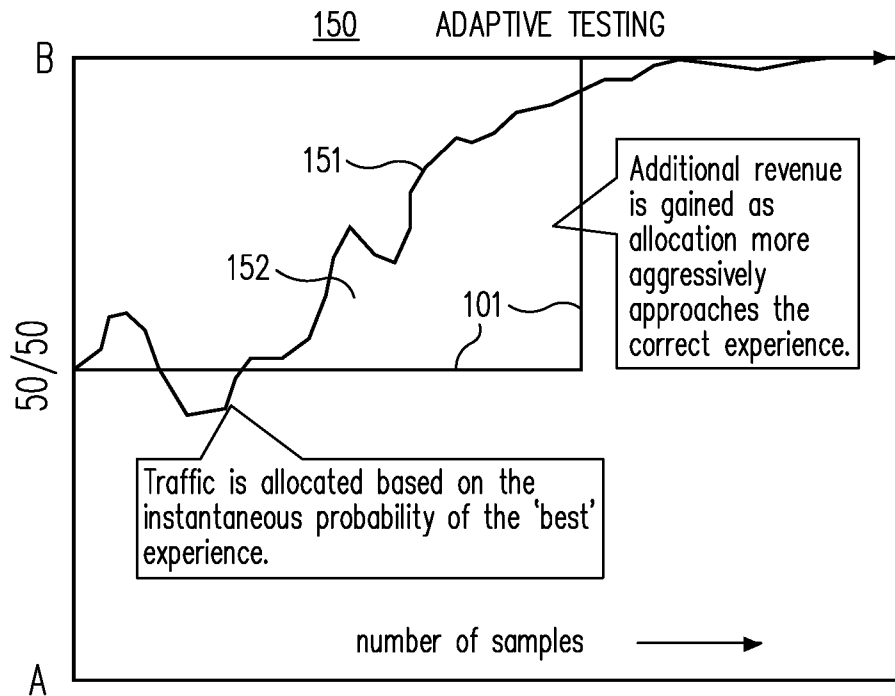 150 ADAPTIVE TESTING
B
151
152
101
50/50
Additional revenue
is gained as
allocation more
aggressively
approaches the
correct experience.
Traffic is allocated based on the
instantaneous probability of the 'best'
experience.
number of samples
A